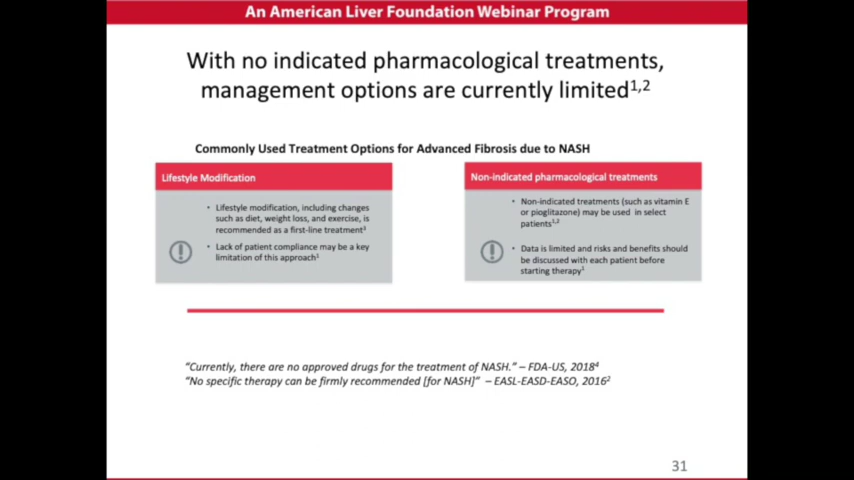 An American Liver Foundation Webinar Program
With no indicated pharmacological treatments,
management options are currently limited1,2
Commonly Used Treatment Options for Advanced Fibrosis due to NASH
Lifestyle Modification
• Lifestyle modification, including changes
such as diet, weight loss, and exercise, is
recommended as a first-line treatment3
• Lack of patient compliance may be a key
limitation of this approach1
Non-indicated pharmacological treatments
• Non-indicated treatments (such as vitamin E
or pioglitazone) may be used in select
patients1,2
• Data is limited and risks and benefits should
be discussed with each patient before
starting therapy1
"Currently, there are no approved drugs for the treatment of NASH." – FDA-US, 20184
"No specific therapy can be firmly recommended [for NASH]" – EASL-EASD-EASO, 20162
31